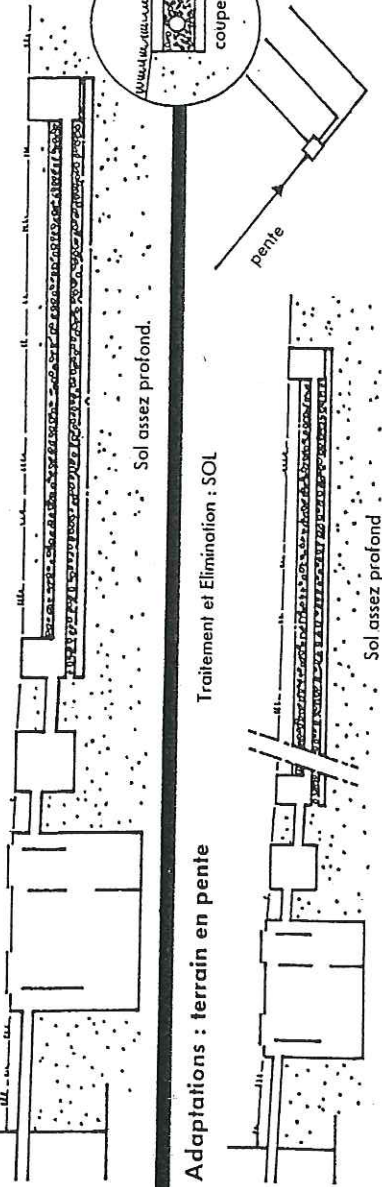 coupe
Sol assez profond.
Adaptations : terrain en pente
Traitement et Elimination : SOL
pente
Sol assez profond